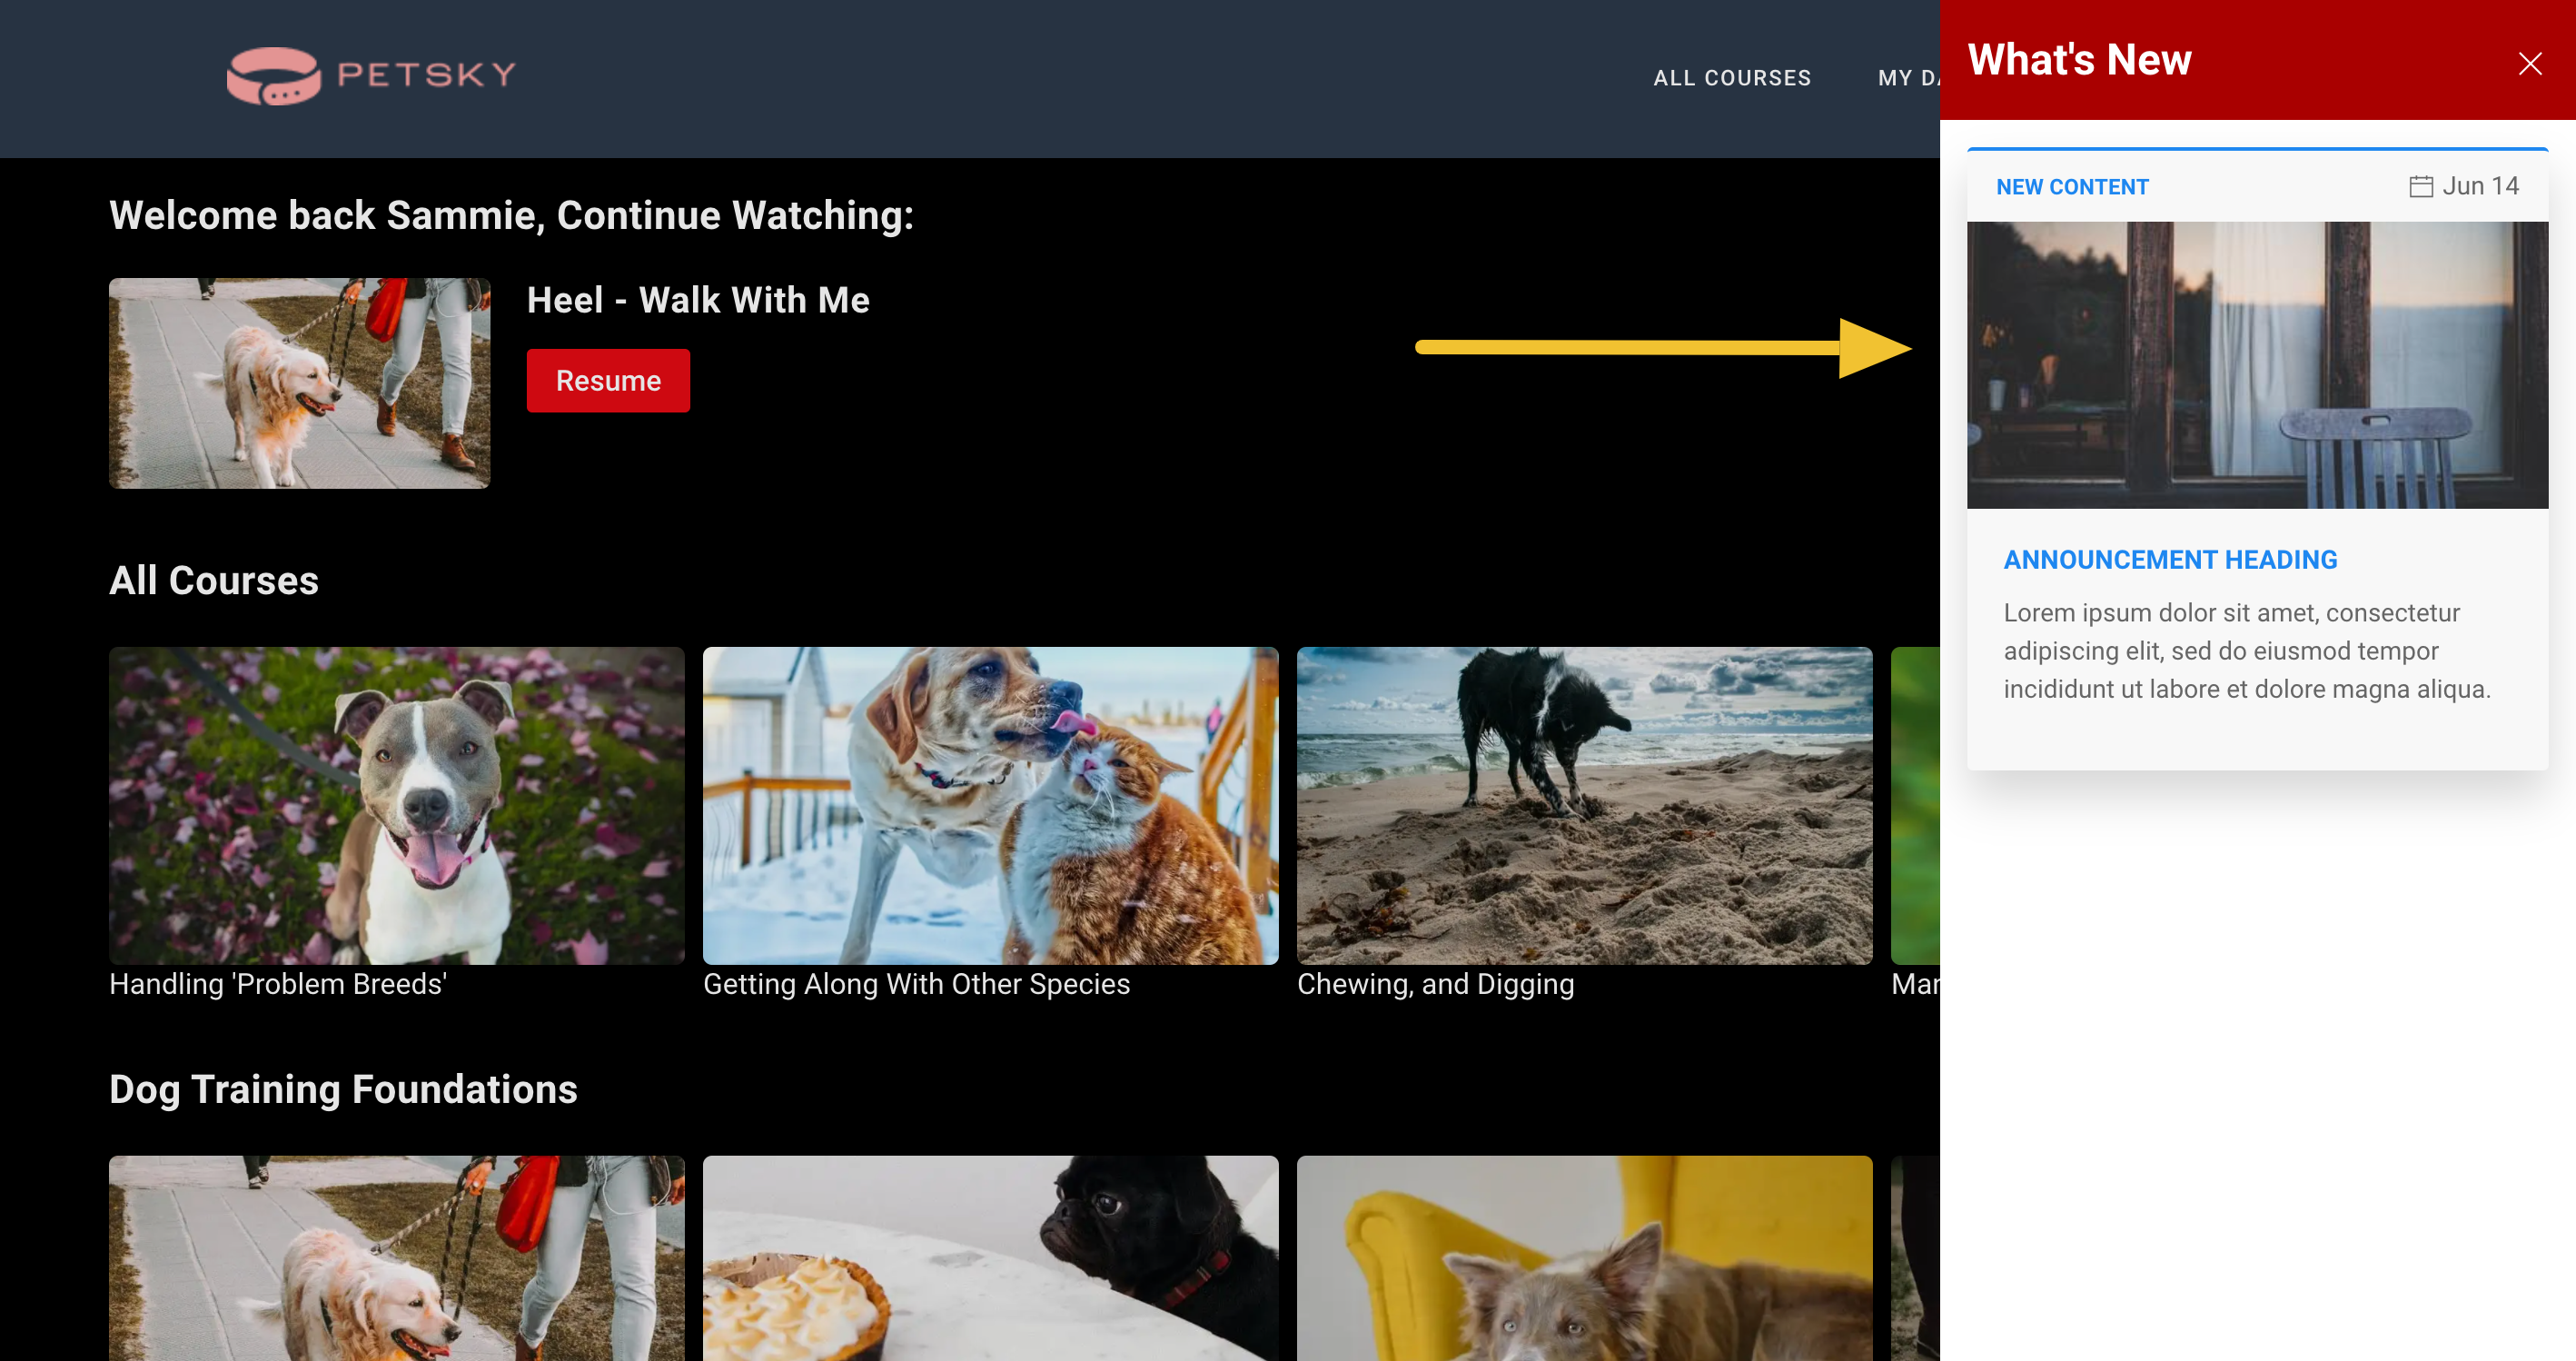 PETSKY
ALL COURSES
MY
What's New
NEW CONTENT
Jun 14
Welcome back Sammie, Continue Watching:
Heel - Walk With Me
Resume
ANNOUNCEMENT HEADING
Lorem ipsum dolor sit amet, consectetur
adipiscing elit, sed do eiusmod tempor
incididunt ut labore et dolore magna aliqua.
All Courses
Handling 'Problem Breeds'
Getting Along With Other Species
Chewing, and Digging
Dog Training Foundations